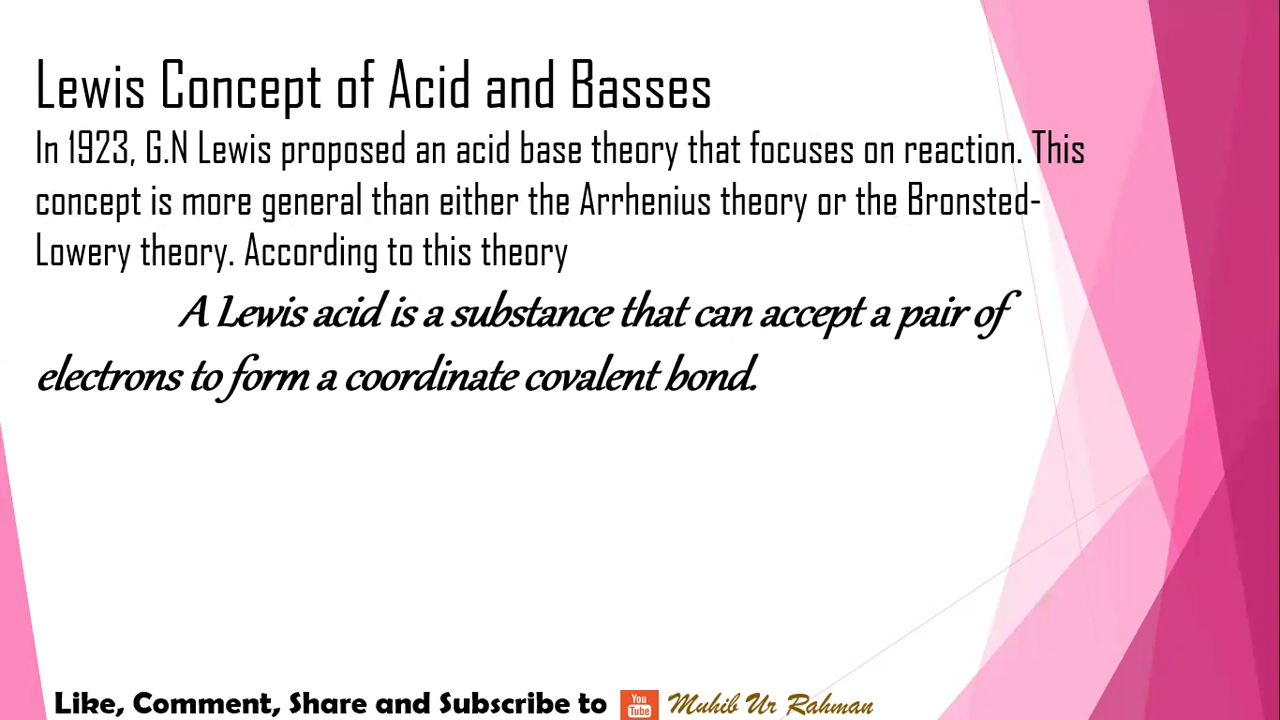 Lewis Concept of Acid and Basses
In 1923, G.N Lewis proposed an acid base theory that focuses on reaction. This
concept is more general than either the Arrhenius theory or the Bronsted-
Lowery theory. According to this theory
A Lewis acid is a substance that can accept a pair of
electrons to form a coordinate covalent bond.
Like, Comment, Share and Subscribe to You Tube Muhib Ur Rahman